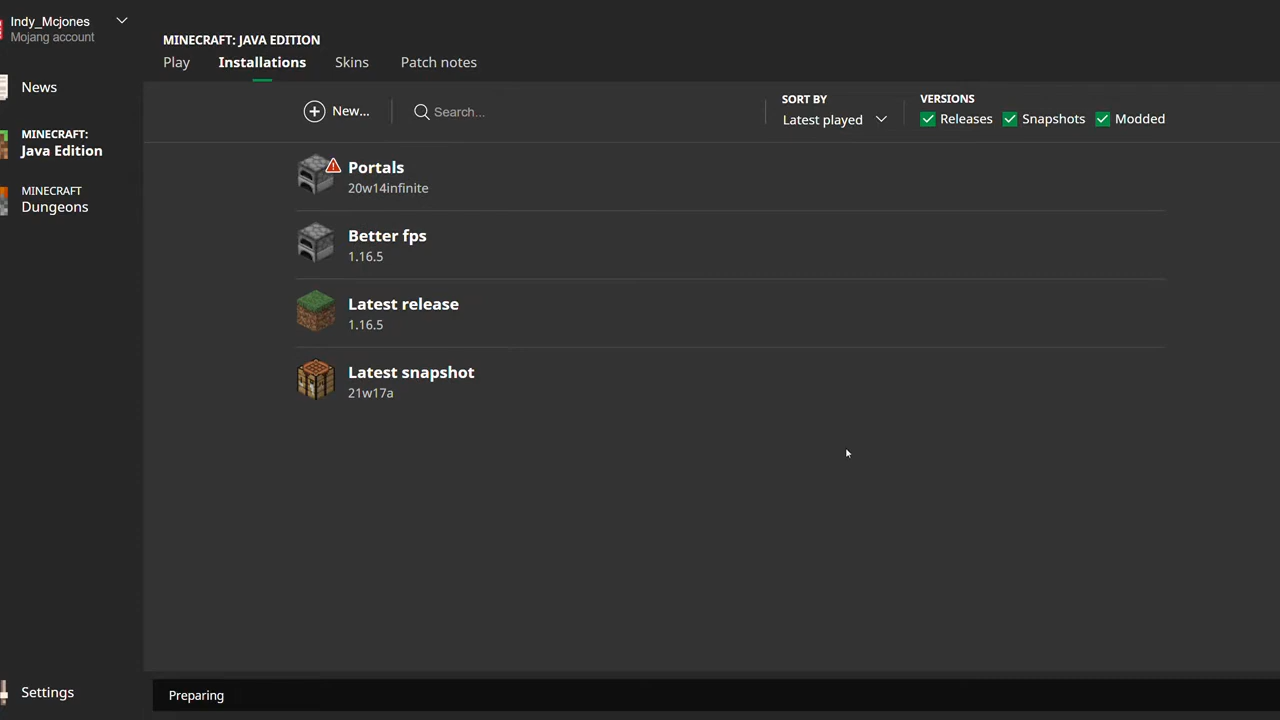 Indy_Mcjones
Mojang account
News
MINECRAFT:
Java Edition
MINECRAFT
Dungeons
Settings
MINECRAFT: JAVA EDITION
Play Installations Skins Patch notes
New... Search...
SORT BY
Latest played
VERSIONS
Releases Snapshots Modded
Portals
20w14infinite
Better fps
1.16.5
Latest release
1.16.5
Latest snapshot
21w17a
Preparing